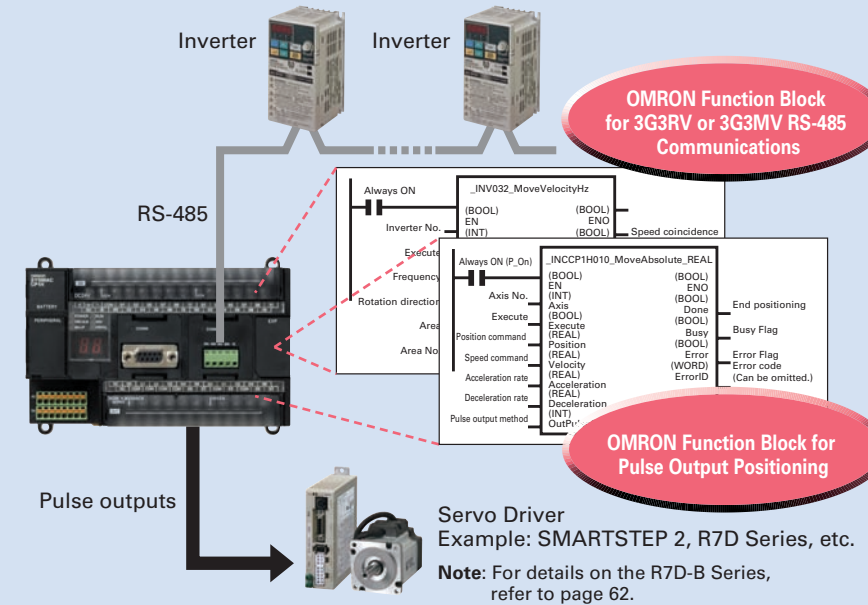 Inverter
Inverter
OMRON Function Block
for 3G3RV or 3G3MV RS-485
Communications
RS-485
Always ON
_INV032_MoveVelocityHz
(BOOL)
EN
(INT)
(BOOL)
ENO
(BOOL)
Speed coincidence
Inverter No.
Execute
Frequency
Rotation direction
Area
Area No
Always ON (P_On)
_INCCP1H010_MoveAbsolute_REAL
(BOOL)
EN
(INT)
Axis
(BOOL)
Execute
(REAL)
Position
(REAL)
Velocity
(REAL)
Acceleration
(REAL)
Deceleration
(INT)
OutPul
(BOOL)
ENO
(BOOL)
Done
(BOOL)
Busy
(BOOL)
Error
(WORD)
ErrorID
Axis No.
Execute
Position command
Speed command
Acceleration rate
Deceleration rate
Pulse output method
End positioning
Busy Flag
Error Flag
Error code
(Can be omitted.)
OMRON Function Block for
Pulse Output Positioning
BATTERY
PERIPHERAL
Pulse outputs
Servo Driver
Example: SMARTSTEP 2, R7D Series, etc.
Note: For details on the R7D-B Series,
refer to page 62.